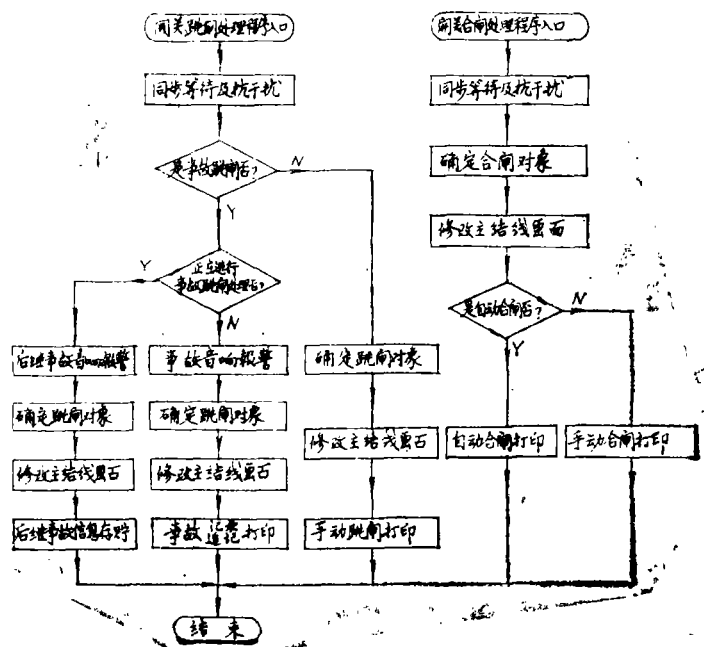 开关跳闸处理程序入口
同步等待及抗干扰
是事故跳闸否?
N
Y
正在进行
事故跳闸处理否?
Y
N
后继事故音响报警
确定跳闸对象
修改主结线画面
后继事故信息存贮
事故音响报警
确定跳闸对象
修改主结线画面
事故记录追记打印
确定跳闸对象
修改主结线画面
手动跳闸打印
开关合闸处理程序入口
同步等待及抗干扰
确定合闸对象
修改主结线画面
是自动合闸否?
N
Y
自动合闸打印
手动合闸打印
结束